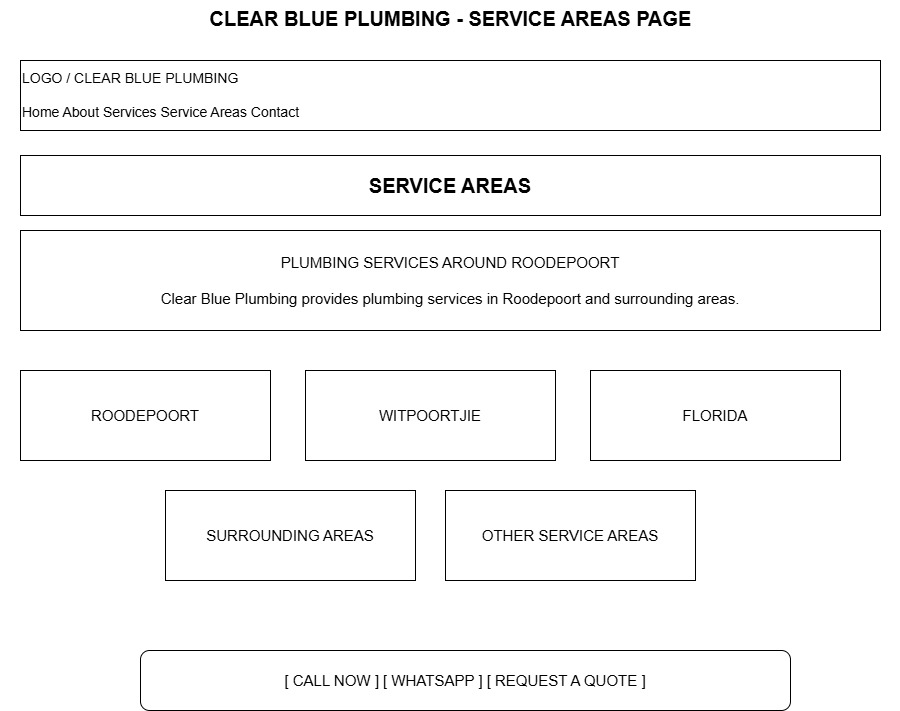 CLEAR BLUE PLUMBING - SERVICE AREAS PAGE
LOGO / CLEAR BLUE PLUMBING
Home About Services Service Areas Contact
SERVICE AREAS
PLUMBING SERVICES AROUND ROODEPOORT
Clear Blue Plumbing provides plumbing services in Roodepoort and surrounding areas.
ROODEPOORT
WITPOORTJIE
FLORIDA
SURROUNDING AREAS
OTHER SERVICE AREAS
[ CALL NOW ] [ WHATSAPP ] [ REQUEST A QUOTE ]